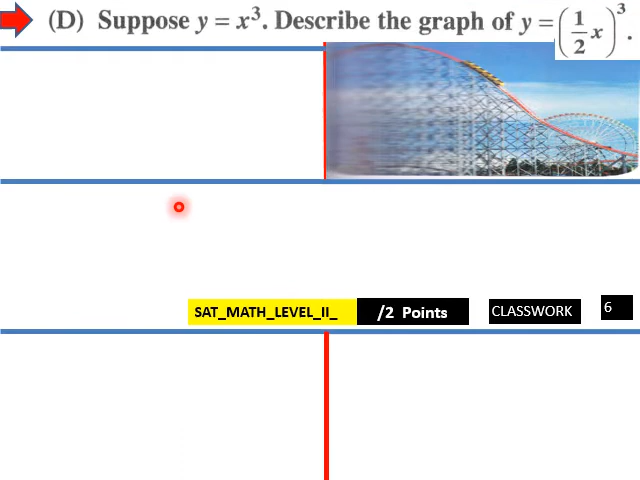 (D) Suppose y = x³. Describe the graph of y = (1/2 x)³.
SAT_MATH_LEVEL_II_ /2 Points CLASSWORK 6